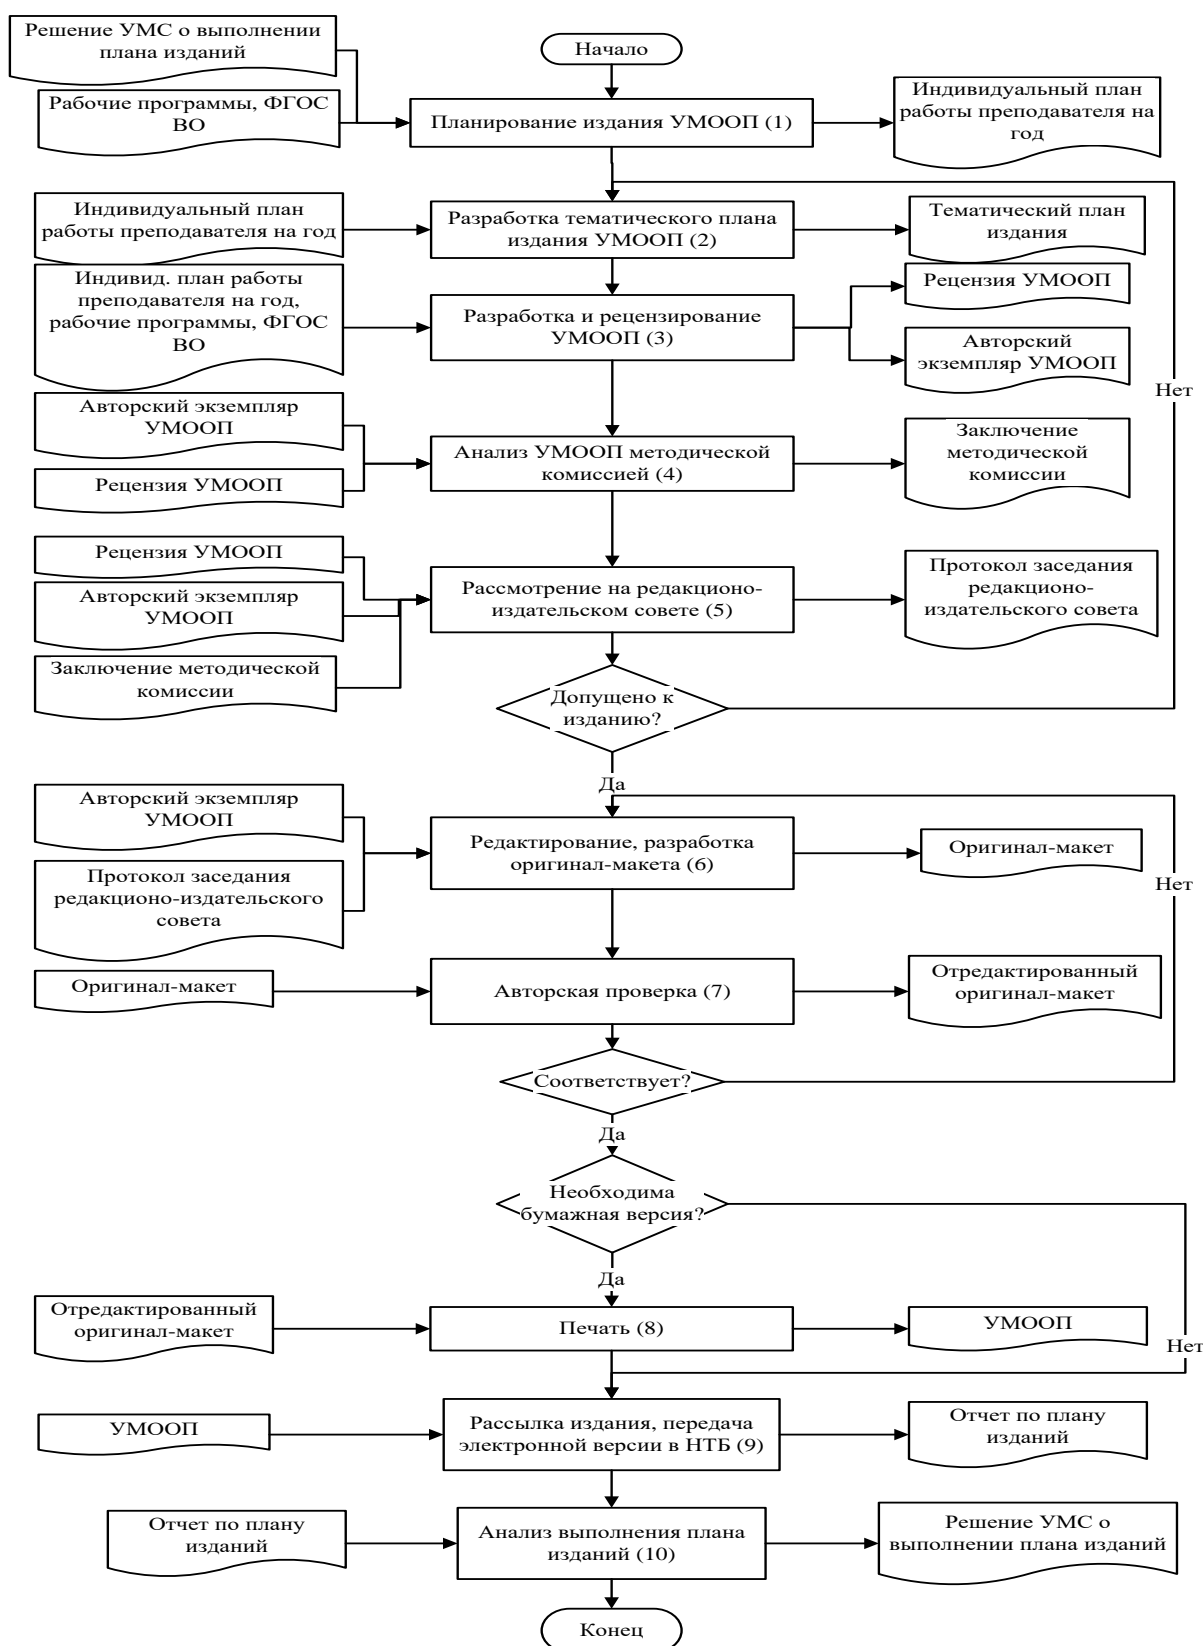 Решение УМС о выполнении
плана изданий
Начало
Рабочие программы, ФГОС
ВО
Планирование издания УМООП (1)
Индивидуальный план
работы преподавателя на
год
Индивидуальный план
работы преподавателя на год
Разработка тематического плана
издания УМООП (2)
Тематический план
издания
Индивид. план работы
преподавателя на год,
рабочие программы, ФГОС
ВО
Разработка и рецензирование
УМООП (3)
Рецензия УМООП
Авторский
экземпляр УМООП
Нет
Авторский экземпляр
УМООП
Рецензия УМООП
Анализ УМООП методической
комиссией (4)
Заключение
методической
комиссии
Рецензия УМООП
Авторский экземпляр
УМООП
Заключение методической
комиссии
Рассмотрение на редакционо-
издательском совете (5)
Протокол заседания
редакционо-
издательского совета
Допущено к
изданию?
Да
Авторский экземпляр
УМООП
Протокол заседания
редакционо-издательского
совета
Редактирование, разработка
оригинал-макета (6)
Оригинал-макет
Нет
Оригинал-макет
Авторская проверка (7)
Отредактированный
оригинал-макет
Соответствует?
Да
Необходима
бумажная версия?
Да
Отредактированный
оригинал-макет
Печать (8)
УМООП
Нет
УМООП
Рассылка издания, передача
электронной версии в НТБ (9)
Отчет по плану
изданий
Отчет по плану
изданий
Анализ выполнения плана
изданий (10)
Решение УМС о
выполнении плана изданий
Конец